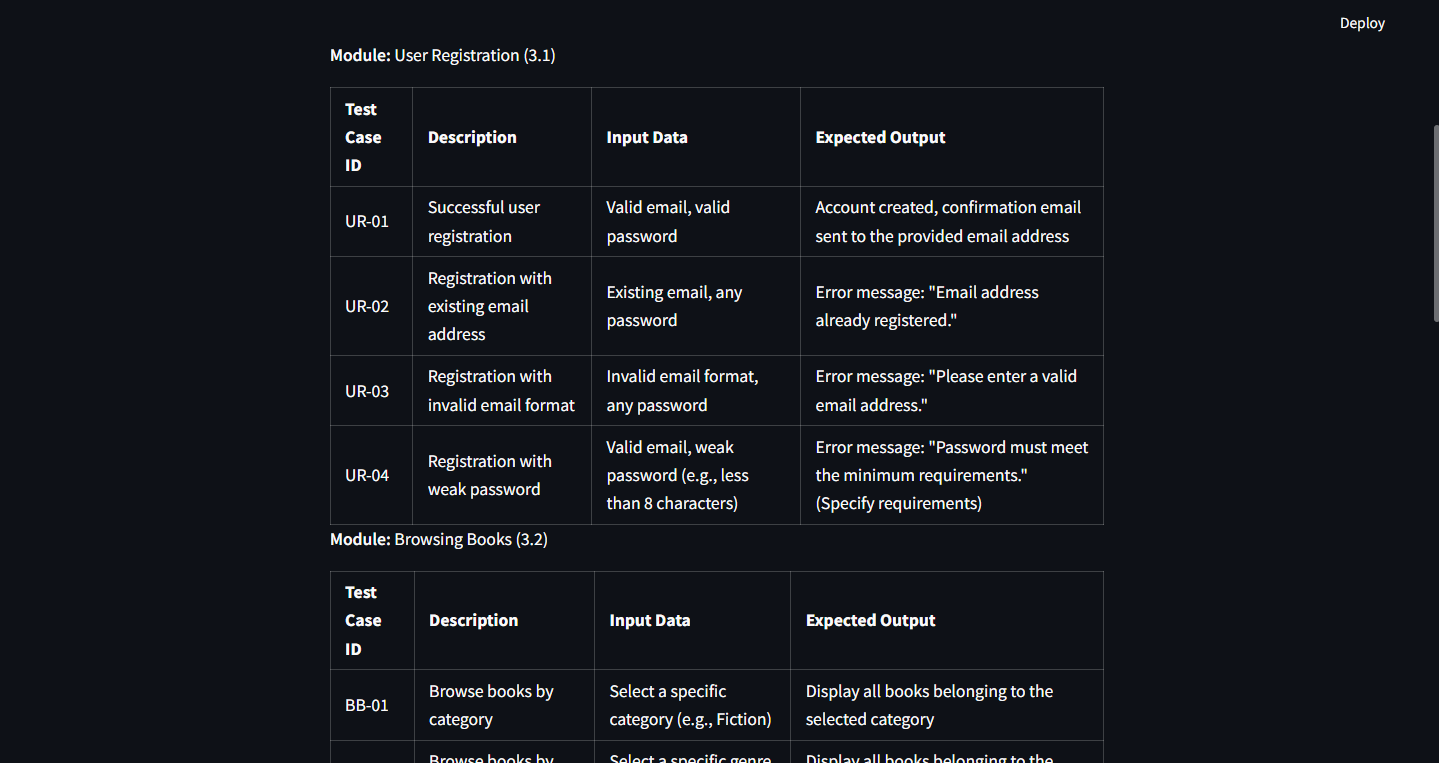 Deploy
Module: User Registration (3.1)
Test
Case
ID
Description
Input Data
Expected Output
UR-01
Successful user
registration
Valid email, valid
password
Account created, confirmation email
sent to the provided email address
UR-02
Registration with
existing email
address
Existing email, any
password
Error message: "Email address
already registered."
UR-03
Registration with
invalid email format
Invalid email format,
any password
Error message: "Please enter a valid
email address."
UR-04
Registration with
weak password
Valid email, weak
password (e.g., less
than 8 characters)
Error message: "Password must meet
the minimum requirements."
(Specify requirements)
Module: Browsing Books (3.2)
Test
Case
ID
Description
Input Data
Expected Output
BB-01
Browse books by
category
Select a specific
category (e.g., Fiction)
Display all books belonging to the
selected category
Browse books by
Select a specific genre
Display all books belonging to the